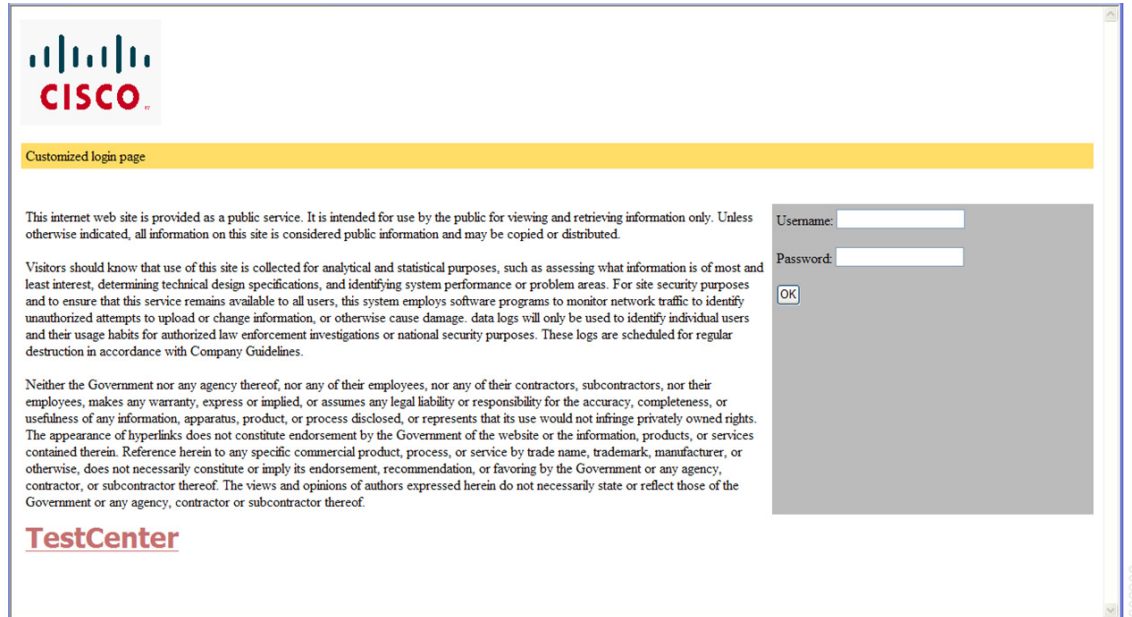 CISCO
Customized login page
This internet web site is provided as a public service. It is intended for use by the public for viewing and retrieving information only. Unless
otherwise indicated, all information on this site is considered public information and may be copied or distributed.
Visitors should know that use of this site is collected for analytical and statistical purposes, such as assessing what information is of most and
least interest, determining technical design specifications, and identifying system performance or problem areas. For site security purposes
and to ensure that this service remains available to all users, this system employs software programs to monitor network traffic to identify
unauthorized attempts to upload or change information, or otherwise cause damage. data logs will only be used to identify individual users
and their usage habits for authorized law enforcement investigations or national security purposes. These logs are scheduled for regular
destruction in accordance with Company Guidelines.
Neither the Government nor any agency thereof, nor any of their employees, nor any of their contractors, subcontractors, nor their
employees, makes any warranty, express or implied, or assumes any legal liability or responsibility for the accuracy, completeness, or
usefulness of any information, apparatus, product, or process disclosed, or represents that its use would not infringe privately owned rights.
The appearance of hyperlinks does not constitute endorsement by the Government of the website or the information, products, or services
contained therein. Reference herein to any specific commercial product, process, or service by trade name, trademark, manufacturer, or
otherwise, does not necessarily constitute or imply its endorsement, recommendation, or favoring by the Government or any agency,
contractor, or subcontractor thereof. The views and opinions of authors expressed herein do not necessarily state or reflect those of the
Government or any agency, contractor or subcontractor thereof.
Username:
Password:
OK
TestCenter